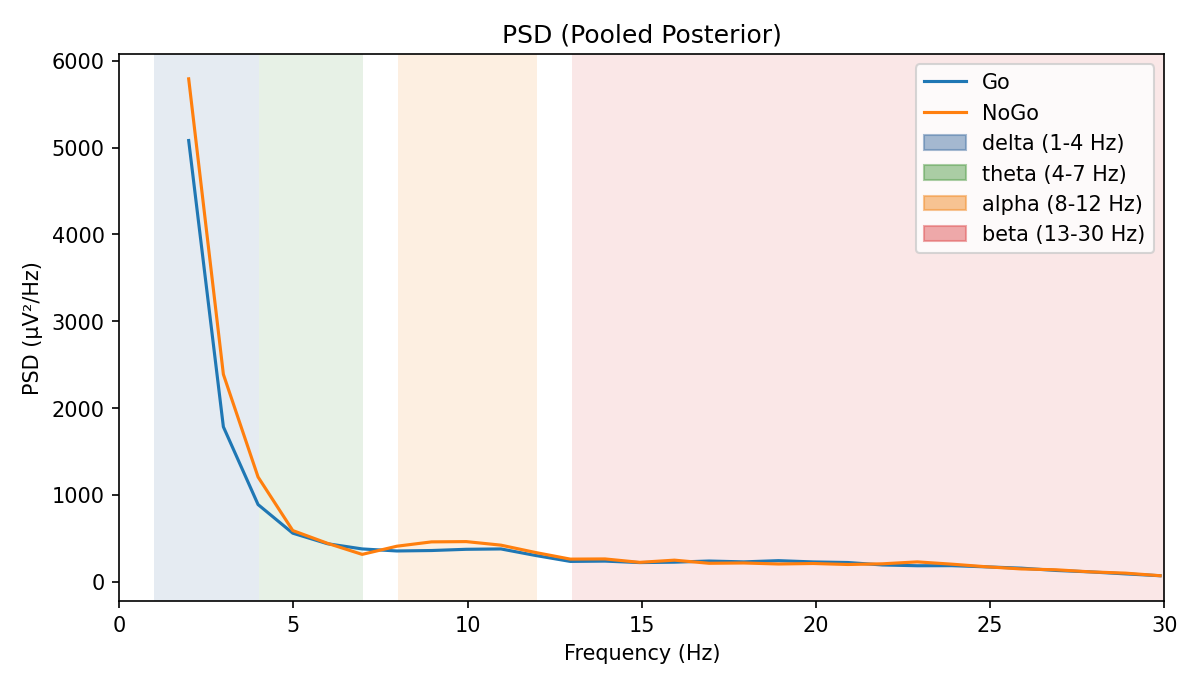 PSD (Pooled Posterior)
PSD (μV²/Hz)
6000
5000
4000
3000
2000
1000
0
Go
NoGo
delta (1-4 Hz)
theta (4-7 Hz)
alpha (8-12 Hz)
beta (13-30 Hz)
0 5 10 15 20 25 30
Frequency (Hz)